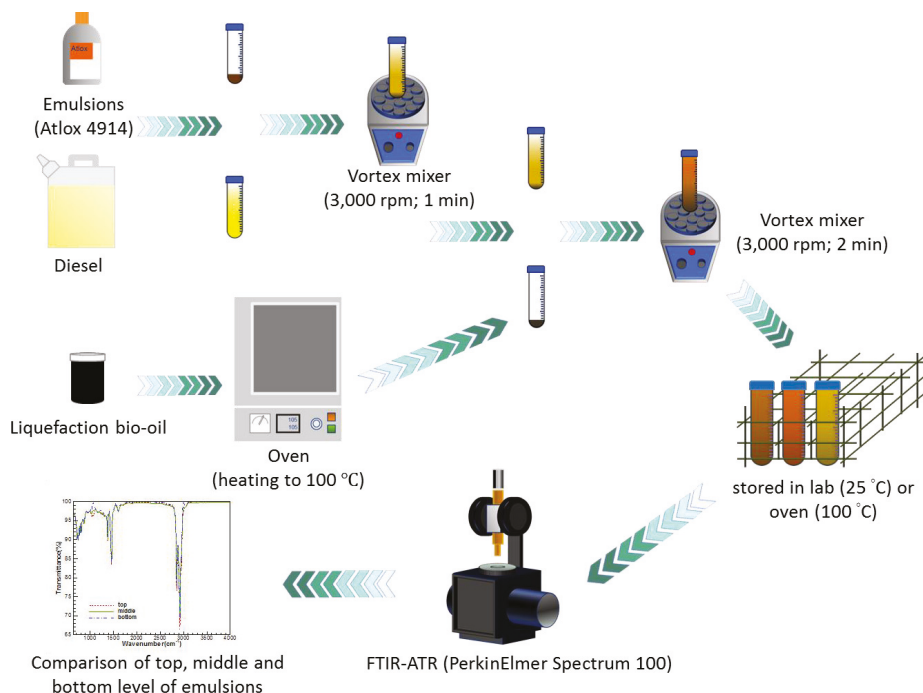 Atlox
Emulsions
(Atlox 4914)
Diesel
Vortex mixer
(3,000 rpm; 1 min)
Vortex mixer
(3,000 rpm; 2 min)
Liquefaction bio-oil
105
105
Oven
(heating to 100 °C)
stored in lab (25 °C) or
oven (100 °C)
FTIR-ATR (PerkinElmer Spectrum 100)
Transmittance(%)
100
95
90
85
80
75
70
65
top
middle
bottom
1000 1500 2000 2500 3000 3500 4000
Wavenumber(cm⁻¹)
Comparison of top, middle and
bottom level of emulsions